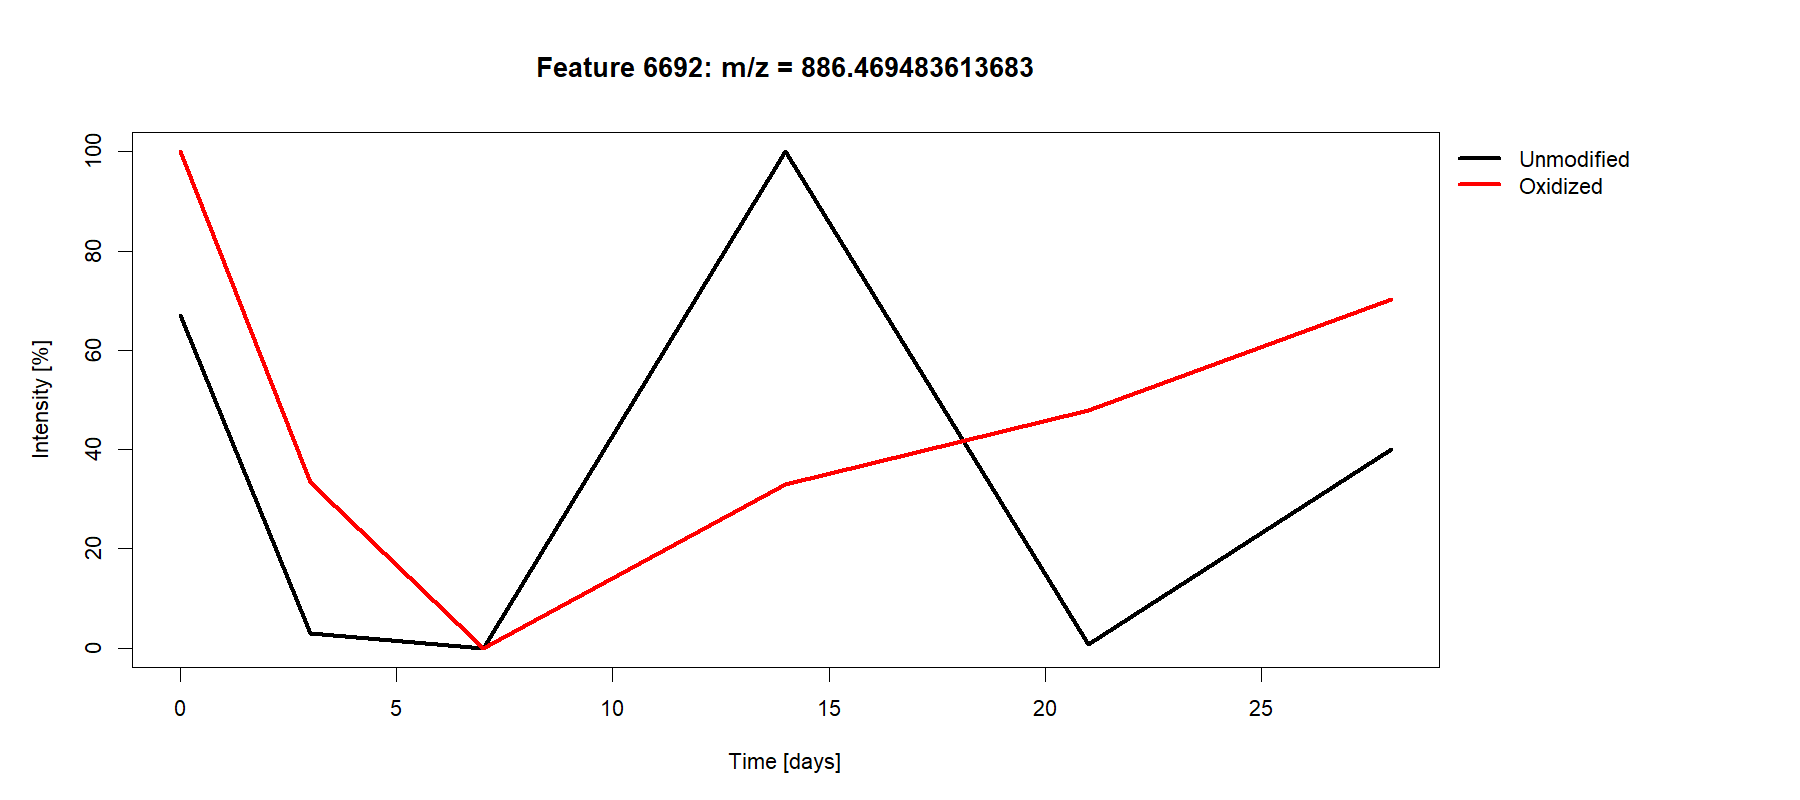 Feature 6692: m/z = 886.469483613683
Unmodified
Oxidized
Intensity [%]
100
80
60
40
20
0
0 5 10 15 20 25
Time [days]